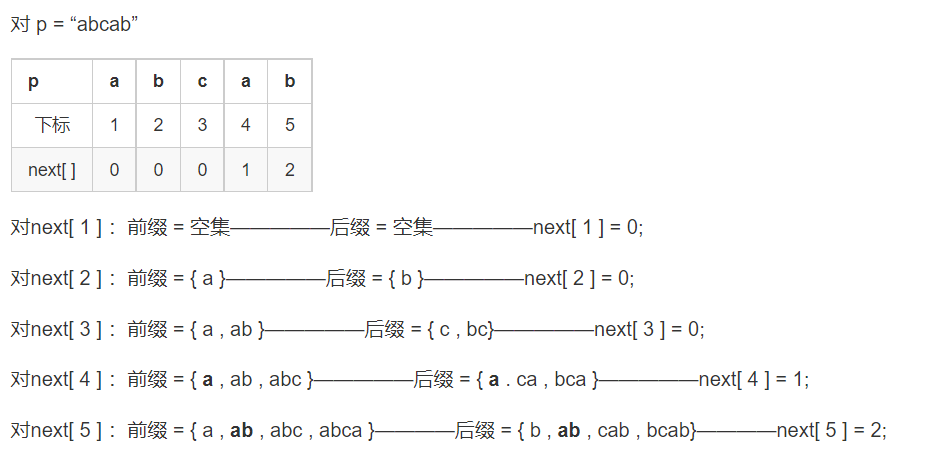 对 p = “abcab”
p a b c a b
下标 1 2 3 4 5
next[ ] 0 0 0 1 2
对next[ 1 ] ：前缀 = 空集—————后缀 = 空集—————next[ 1 ] = 0;
对next[ 2 ] ：前缀 = { a }—————后缀 = { b }—————next[ 2 ] = 0;
对next[ 3 ] ：前缀 = { a , ab }—————后缀 = { c , bc}—————next[ 3 ] = 0;
对next[ 4 ] ：前缀 = { a , ab , abc }—————后缀 = { a . ca , bca }—————next[ 4 ] = 1;
对next[ 5 ] ：前缀 = { a , ab , abc , abca }————后缀 = { b , ab , cab , bcab}————next[ 5 ] = 2;